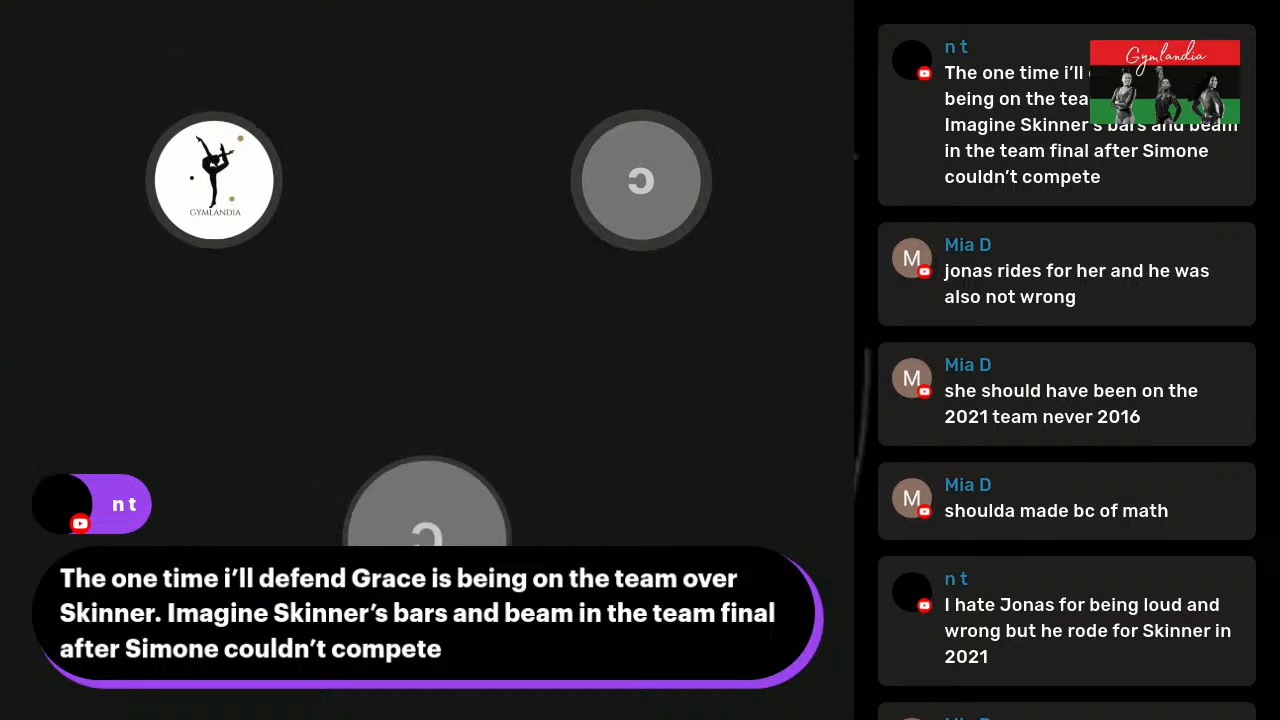 GYMLANDIA
ɔ
n t
ɔ
The one time i’ll defend Grace is being on the team over
Skinner. Imagine Skinner’s bars and beam in the team final
after Simone couldn’t compete
n t
The one time i’ll
being on the tea
Imagine Skinner’s bars and beam
in the team final after Simone
couldn’t compete
Gymlandia
M
Mia D
jonas rides for her and he was
also not wrong
M
Mia D
she should have been on the
2021 team never 2016
M
Mia D
shoulda made bc of math
n t
I hate Jonas for being loud and
wrong but he rode for Skinner in
2021